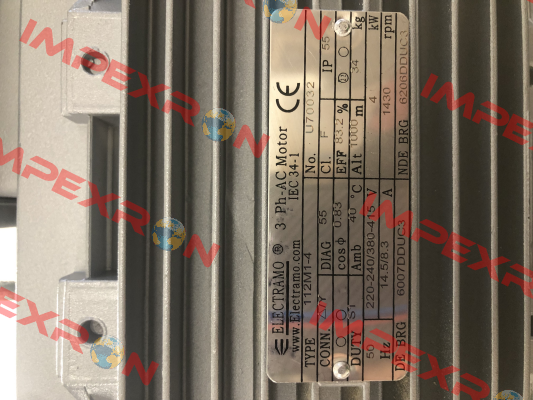 ELECTRAMO ® 3- Ph-AC Motor CE
www.Electramo.com IEC 34-1
TYPE 112M1-4 No. U70032
CONN. DIAG 55 Cl. F IP 55
cosφ 0.83 EFF 83.2 % kg
DUTY S1 Amb 40 °C Alt 1000 m 34
50 220-240/380-415 V 4 kW
Hz 14.5/8.3 1430 rpm
DE BRG 6007DDUC3 NDE BRG 6206DDUC3
IMPEXRON
IMPEXRON
IMPEXRON
IMPEXRON
IMPEXRON